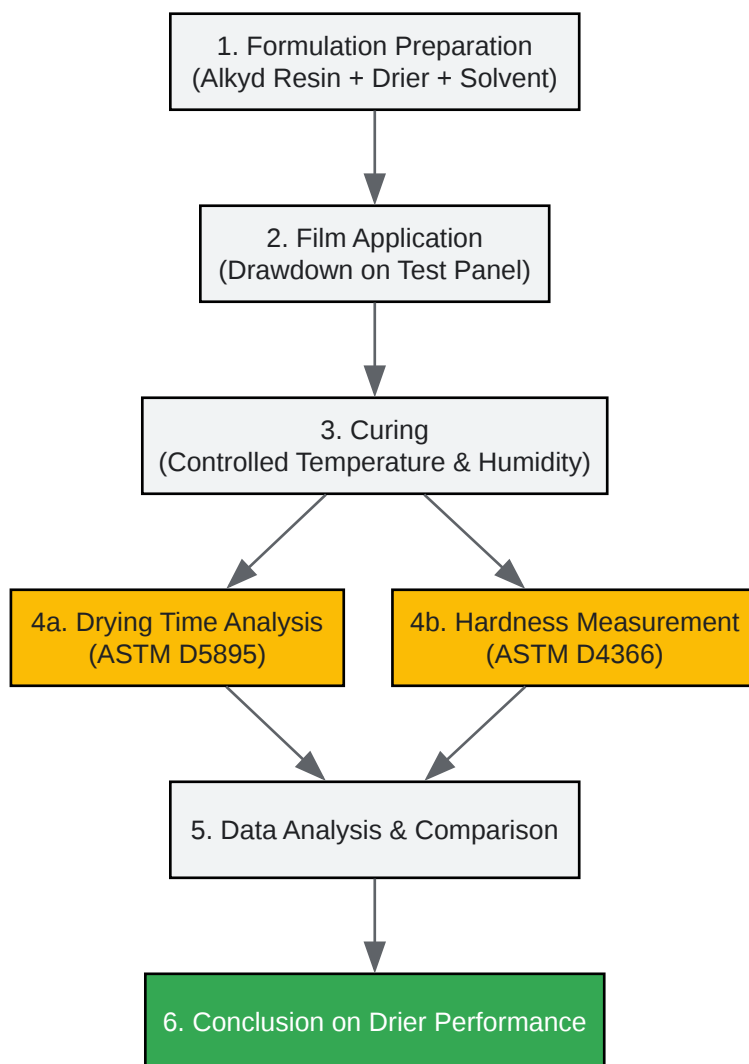 1. Formulation Preparation
(Alkyd Resin + Drier + Solvent)
2. Film Application
(Drawdown on Test Panel)
3. Curing
(Controlled Temperature & Humidity)
4a. Drying Time Analysis
(ASTM D5895)
4b. Hardness Measurement
(ASTM D4366)
5. Data Analysis & Comparison
6. Conclusion on Drier Performance